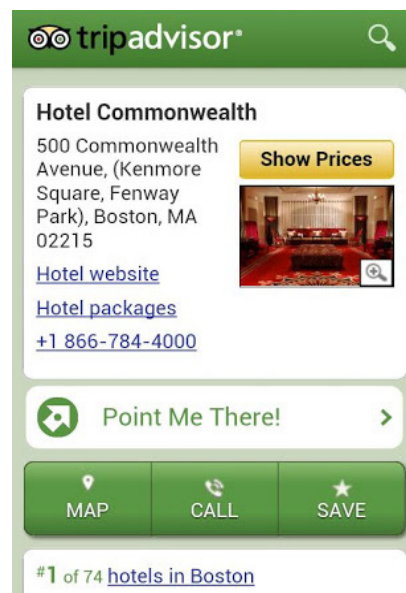 tripadvisor®
Hotel Commonwealth
500 Commonwealth
Avenue, (Kenmore
Square, Fenway
Park), Boston, MA
02215
Show Prices
Hotel website
Hotel packages
+1 866-784-4000
Point Me There!
MAP CALL SAVE
#1 of 74 hotels in Boston